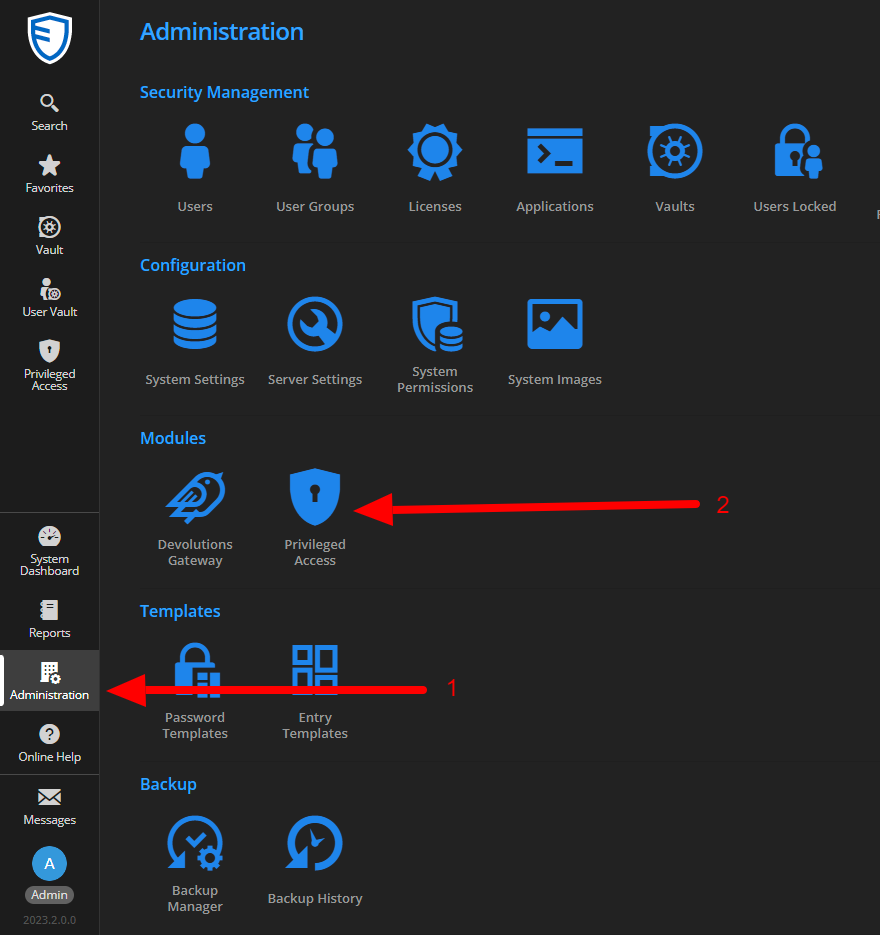 Administration
Search
Favorites
Vault
User Vault
Privileged
Access
System
Dashboard
Reports
Administration
Online Help
Messages
A
Admin
2023.2.0.0
Security Management
Users
User Groups
Licenses
Applications
Vaults
Users Locked
Configuration
System Settings
Server Settings
System
Permissions
System Images
Modules
Devolutions
Gateway
Privileged
Access
2
Templates
1
Password
Templates
Entry
Templates
Backup
Backup
Manager
Backup History